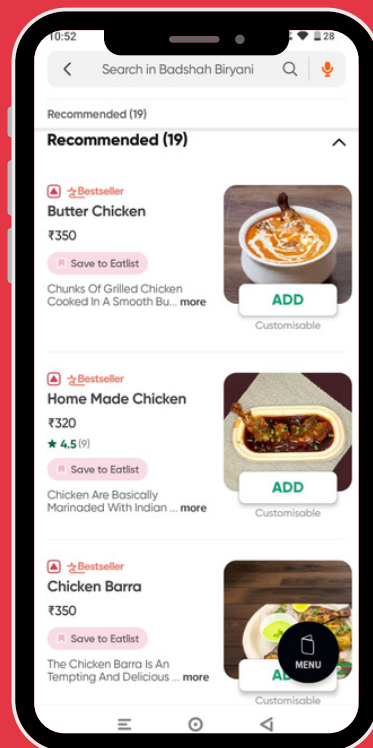 10:52
28
Search in Badshah Biryani
Recommended (19)
Recommended (19)
Bestseller
Butter Chicken
₹350
Save to Eatlist
Chunks Of Grilled Chicken
Cooked In A Smooth Bu... more
ADD
Customisable
Bestseller
Home Made Chicken
₹320
★ 4.5 (9)
Save to Eatlist
Chicken Are Basically
Marinaded With Indian ... more
ADD
Customisable
Bestseller
Chicken Barra
₹350
Save to Eatlist
The Chicken Barra Is An
Tempting And Delicious ... more
MENU
Customisable